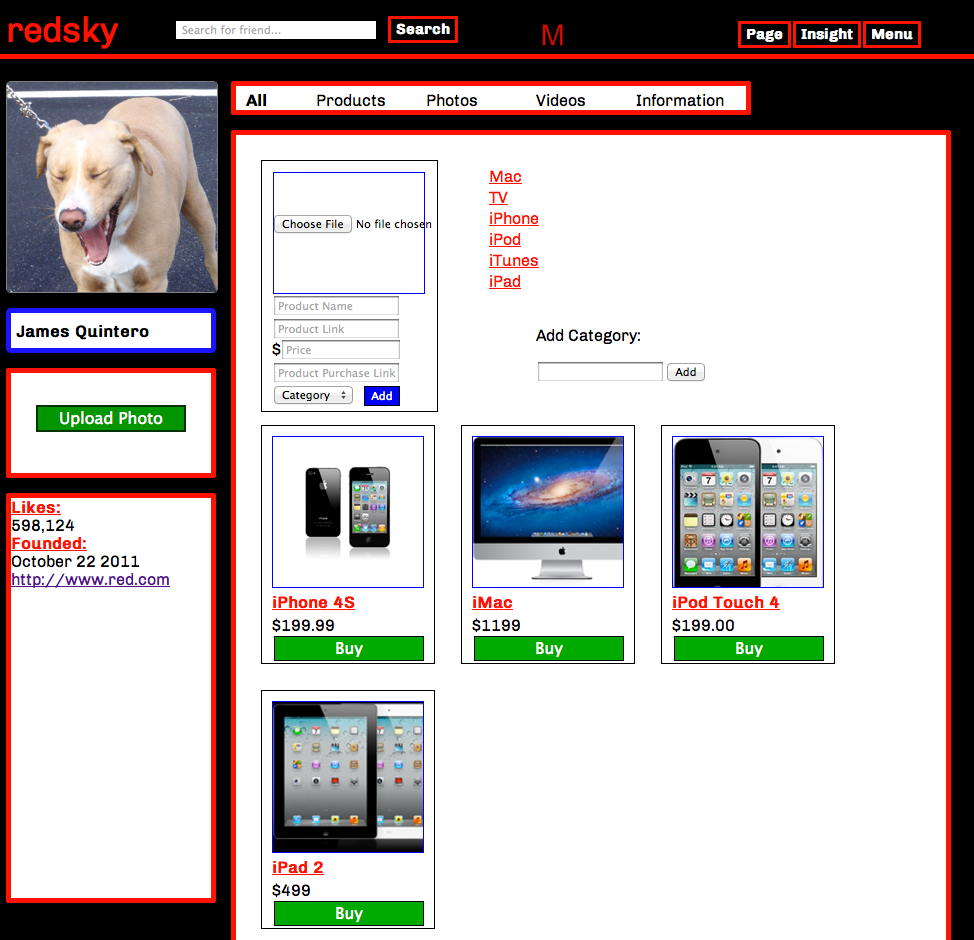 redsky
Search for friend...
Search
M
Page
Insight
Menu
All
Products
Photos
Videos
Information
James Quintero
Upload Photo
Likes:
598,124
Founded:
October 22 2011
http://www.red.com
Choose File No file chosen
Product Name
Product Link
$ Price
Product Purchase Link
Category
Add
Mac
TV
iPhone
iPod
iTunes
iPad
Add Category:
Add
iPhone 4S
$199.99
Buy
iMac
$1199
Buy
iPod Touch 4
$199.00
Buy
iPad 2
$499
Buy